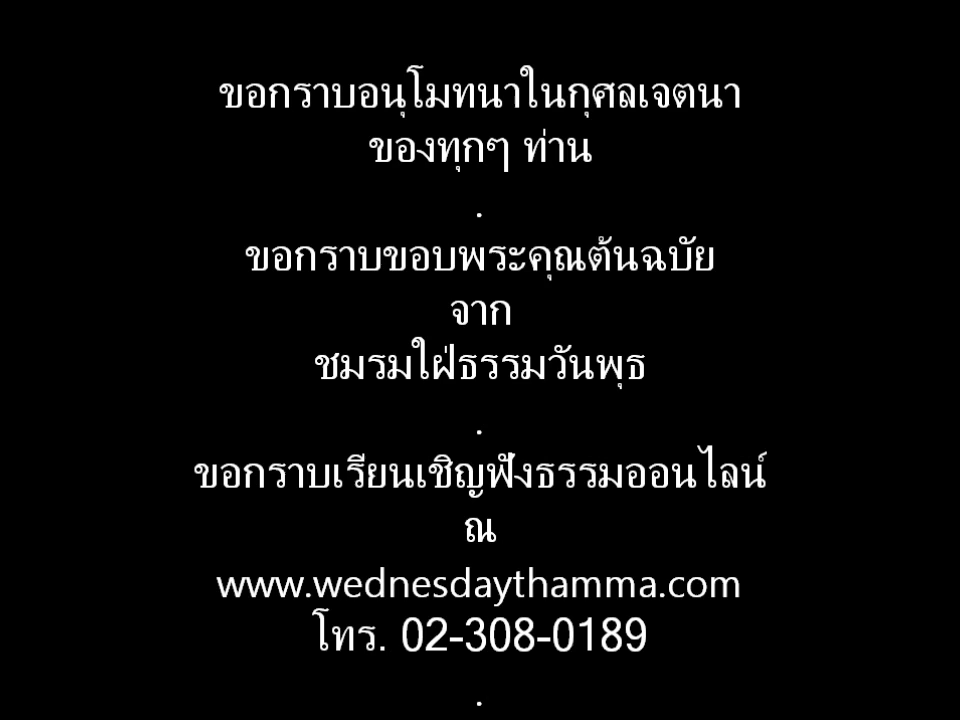 ขอกราบอนุโมทนาในกุศลเจตนา
ของทุกๆ ท่าน
.
ขอกราบขอบพระคุณต้นฉบับ
จาก
ชมรมใฝ่ธรรมวันพุธ
.
ขอกราบเรียนเชิญฟังธรรมออนไลน์
ณ
www.wednesdaythamma.com
โทร. 02-308-0189
.